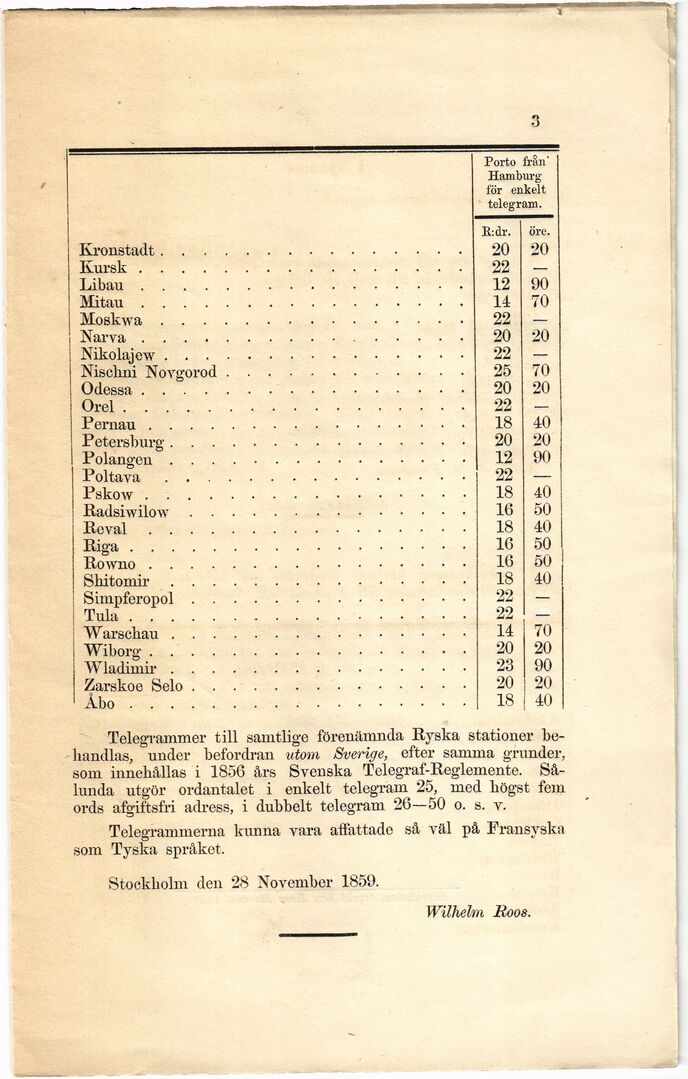 3
Porto från
Hamburg
för enkelt
telegram.
R:dr. öre.
Kronstadt . . . . . . . . . . . . . . . 20 20
Kursk . . . . . . . . . . . . . . . . 22 —
Libau . . . . . . . . . . . . . . . . 12 90
Mitau . . . . . . . . . . . . . . . . 14 70
Moskwa . . . . . . . . . . . . . . . 22 —
Narva . . . . . . . . . . . . . . . . 20 20
Nikolajew . . . . . . . . . . . . . . . 22 —
Nischni Novgorod . . . . . . . . . . . . 25 70
Odessa . . . . . . . . . . . . . . . . 20 20
Orel . . . . . . . . . . . . . . . . . 22 —
Pernau . . . . . . . . . . . . . . . . 18 40
Petersburg . . . . . . . . . . . . . . . 20 20
Polangen . . . . . . . . . . . . . . . 12 90
Poltava . . . . . . . . . . . . . . . 22 —
Pskow . . . . . . . . . . . . . . . . 18 40
Radsiwilow . . . . . . . . . . . . . . 16 50
Reval . . . . . . . . . . . . . . . . 18 40
Riga . . . . . . . . . . . . . . . . . 16 50
Rowno . . . . . . . . . . . . . . . . 16 50
Shitomir . . . . . . . . . . . . . . . 18 40
Simpferopol . . . . . . . . . . . . . . 22 —
Tula . . . . . . . . . . . . . . . . . 22 —
Warschau . . . . . . . . . . . . . . . 14 70
Wiborg . . . . . . . . . . . . . . . . 20 20
Wladimir . . . . . . . . . . . . . . . 23 90
Zarskoe Selo . . . . . . . . . . . . . . 20 20
Åbo . . . . . . . . . . . . . . . . . 18 40
Telegrammer till samtlige förenämnda Ryska stationer be-
handlas, under befordran utom Sverige, efter samma grunder,
som innehållas i 1856 års Svenska Telegraf-Reglemente. Så-
lunda utgör ordantalet i enkelt telegram 25, med högst fem
ords afgiftsfri adress, i dubbelt telegram 26—50 o. s. v.
Telegrammerna kunna vara affattade så väl på Fransyska
som Tyska språket.
Stockholm den 28 November 1859.
Wilhelm Roos.